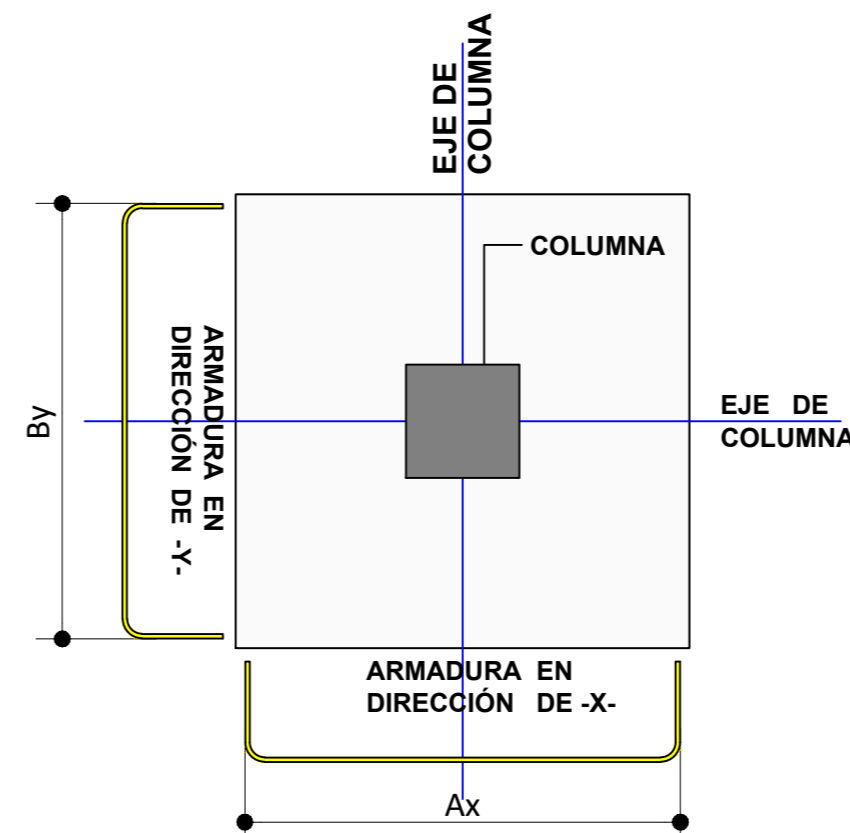 EJE DE
COLUMNA
COLUMNA
EJE DE
COLUMNA
By
ARMADURA EN
DIRECCIÓN DE -Y-
ARMADURA EN
DIRECCIÓN DE -X-
Ax